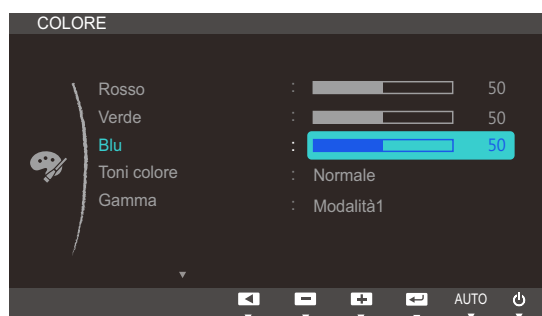 COLORE
Rosso : 50
Verde : 50
Blu : 50
Toni colore : Normale
Gamma : Modalità1
AUTO